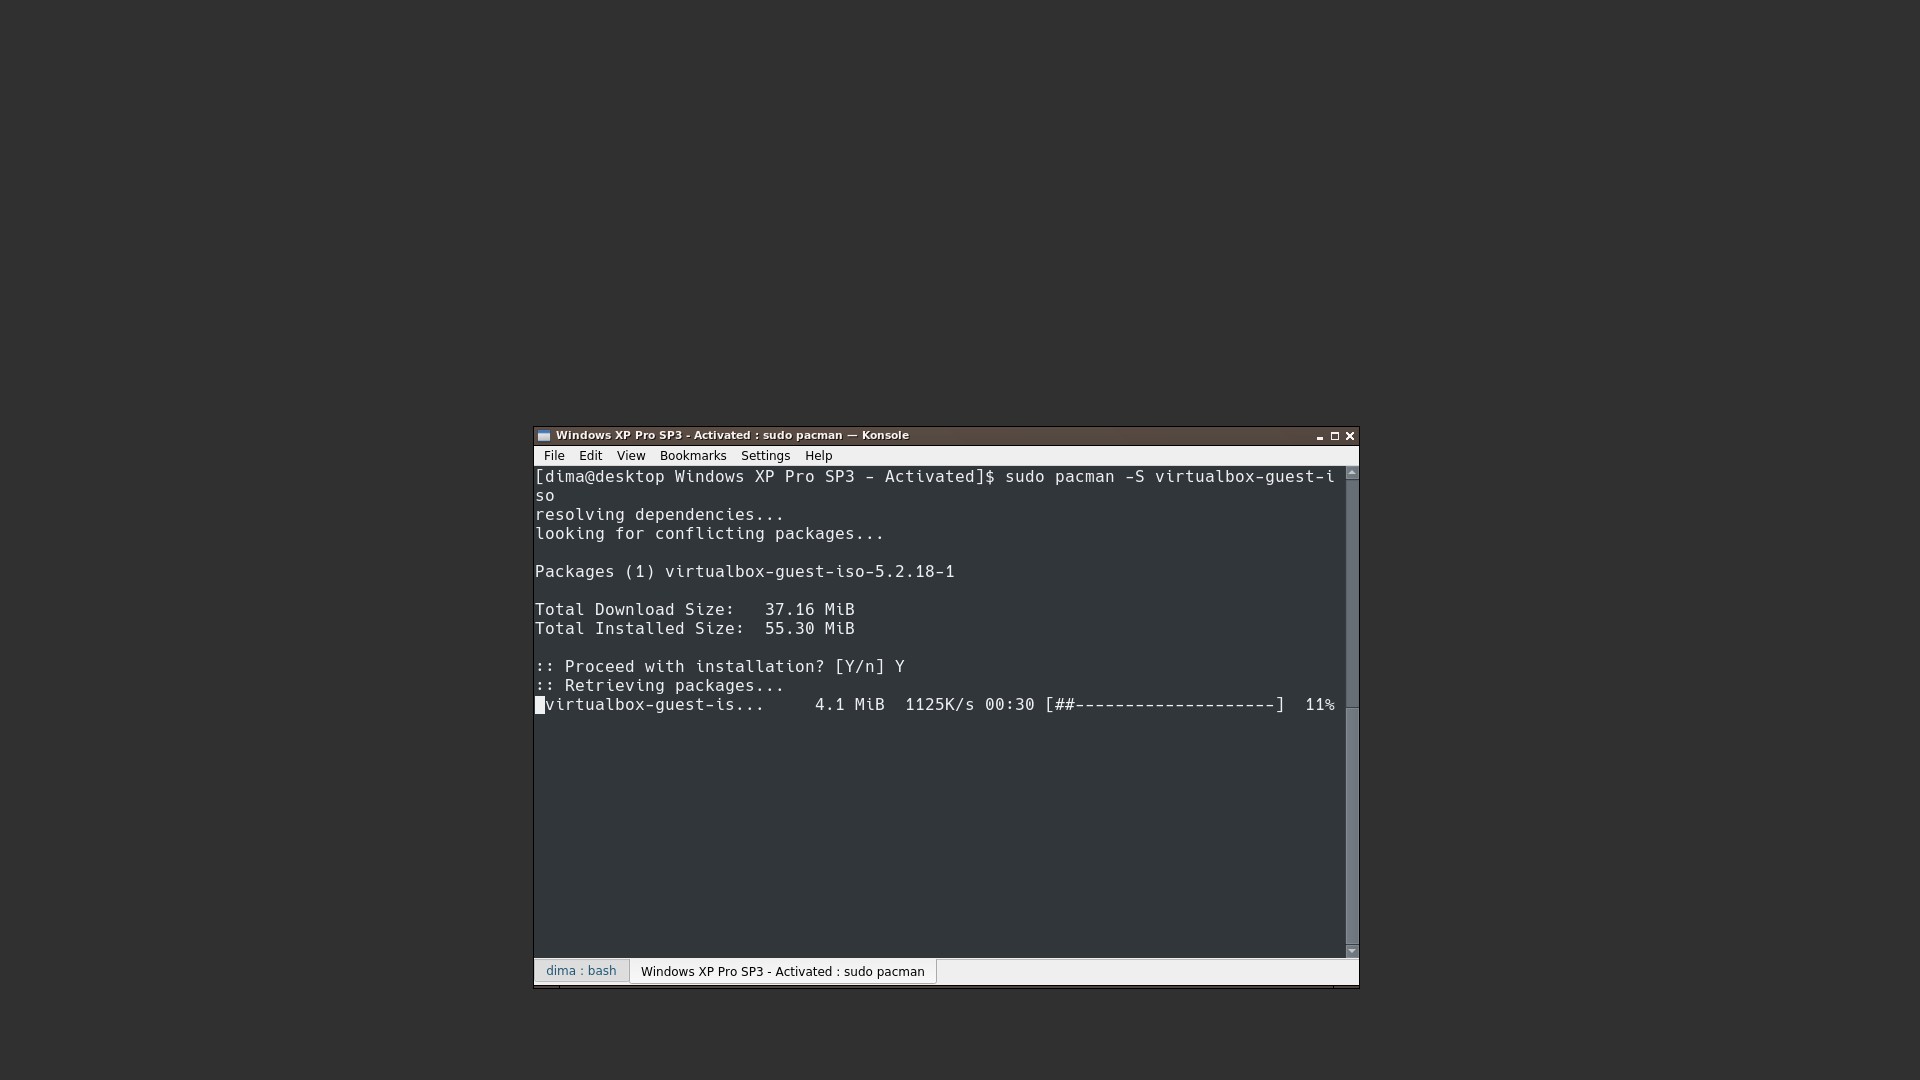 Windows XP Pro SP3 - Activated : sudo pacman — Konsole
File Edit View Bookmarks Settings Help
[dima@desktop Windows XP Pro SP3 - Activated]$ sudo pacman -S virtualbox-guest-i
so
resolving dependencies...
looking for conflicting packages...
Packages (1) virtualbox-guest-iso-5.2.18-1
Total Download Size:   37.16 MiB
Total Installed Size:  55.30 MiB
:: Proceed with installation? [Y/n] Y
:: Retrieving packages...
virtualbox-guest-is...     4.1 MiB  1125K/s 00:30 [##--------------------]  11%
dima : bash Windows XP Pro SP3 - Activated : sudo pacman